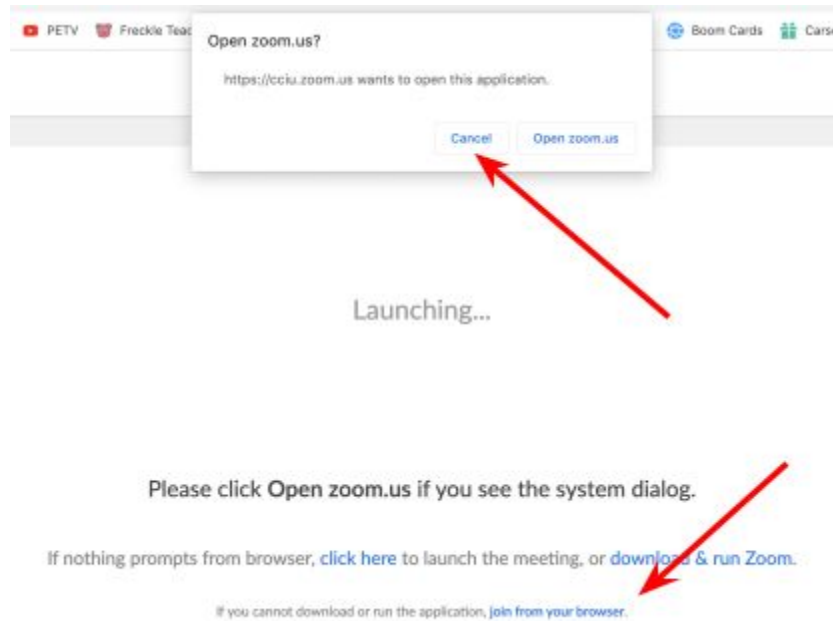 PETV Freckle Teac Boom Cards Carso
Open zoom.us?
https://cciu.zoom.us wants to open this application.
Cancel Open zoom.us
Launching...
Please click Open zoom.us if you see the system dialog.
If nothing prompts from browser, click here to launch the meeting, or download & run Zoom.
If you cannot download or run the application, join from your browser.